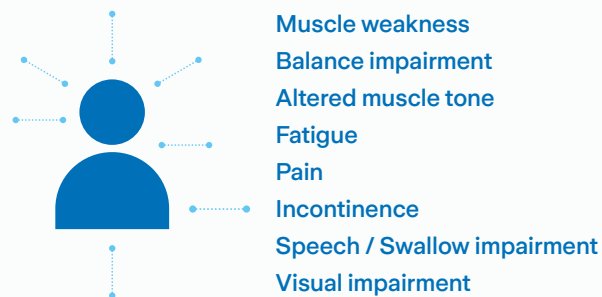 Muscle weakness
Balance impairment
Altered muscle tone
Fatigue
Pain
Incontinence
Speech / Swallow impairment
Visual impairment